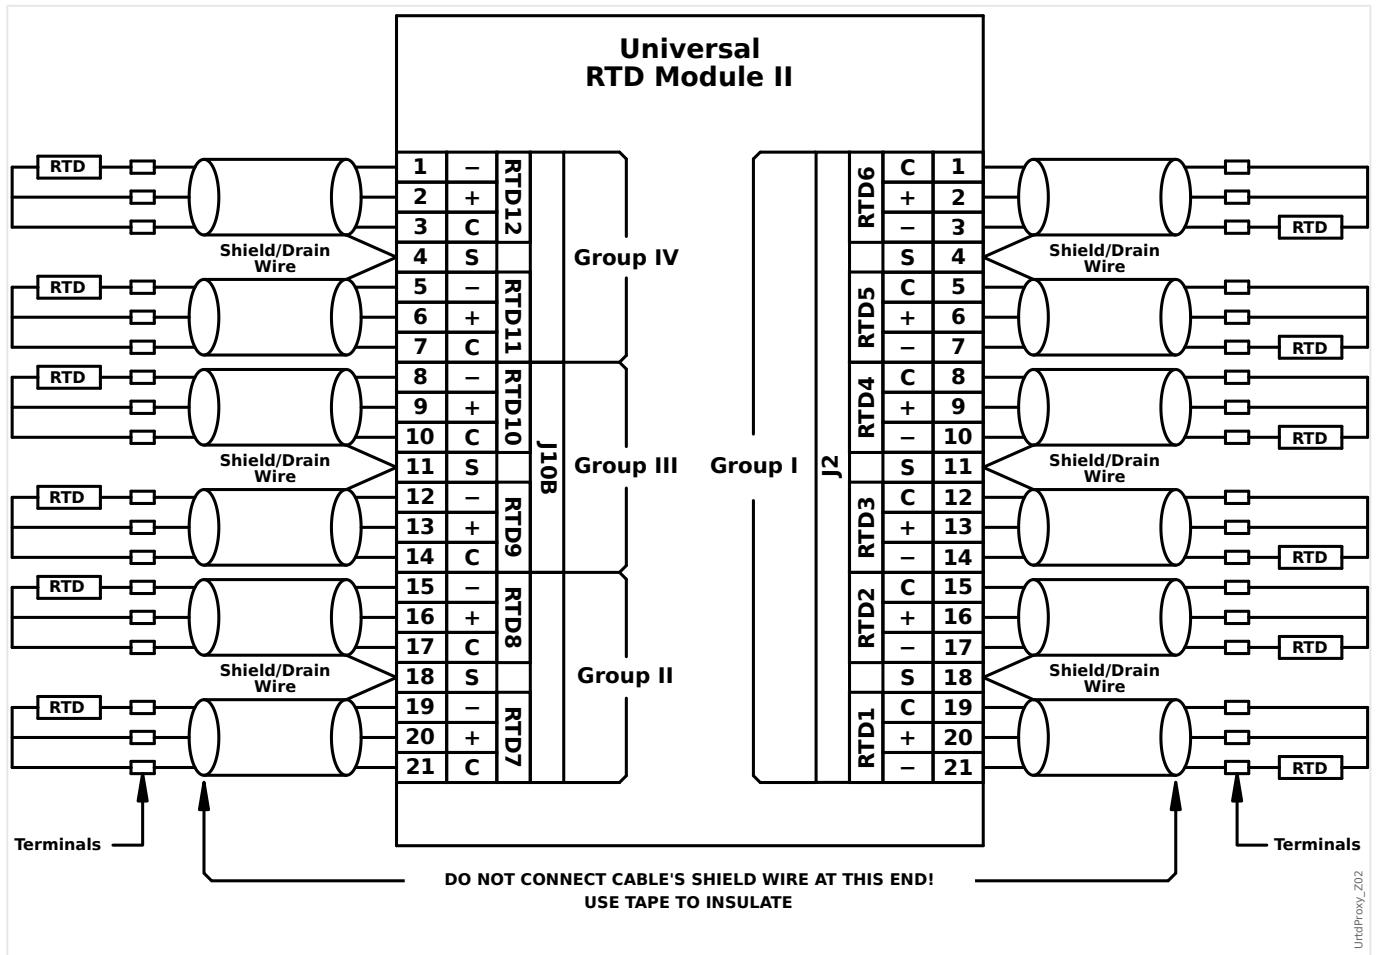 Universal
RTD Module II
RTD 1 − RTD12 C 1
2 + + 2
3 C RTD6 − 3 RTD
Shield/Drain
Wire
4 S Group IV S 4
Shield/Drain
Wire
RTD 5 − RTD11 C 5
6 + + 6
7 C RTD5 − 7 RTD
RTD 8 − RTD10 C 8
9 + + 9
10 C RTD4 − 10 RTD
Shield/Drain
Wire
11 S J10B Group III Group I J2 S 11
Shield/Drain
Wire
RTD 12 − RTD9 C 12
13 + + 13
14 C RTD3 − 14 RTD
RTD 15 − RTD8 C 15
16 + + 16
17 C RTD2 − 17 RTD
Shield/Drain
Wire
18 S Group II S 18
Shield/Drain
Wire
RTD 19 − RTD7 C 19
20 + + 20
21 C RTD1 − 21 RTD
Terminals
Terminals
DO NOT CONNECT CABLE'S SHIELD WIRE AT THIS END!
USE TAPE TO INSULATE
UrtdProxy_Z02